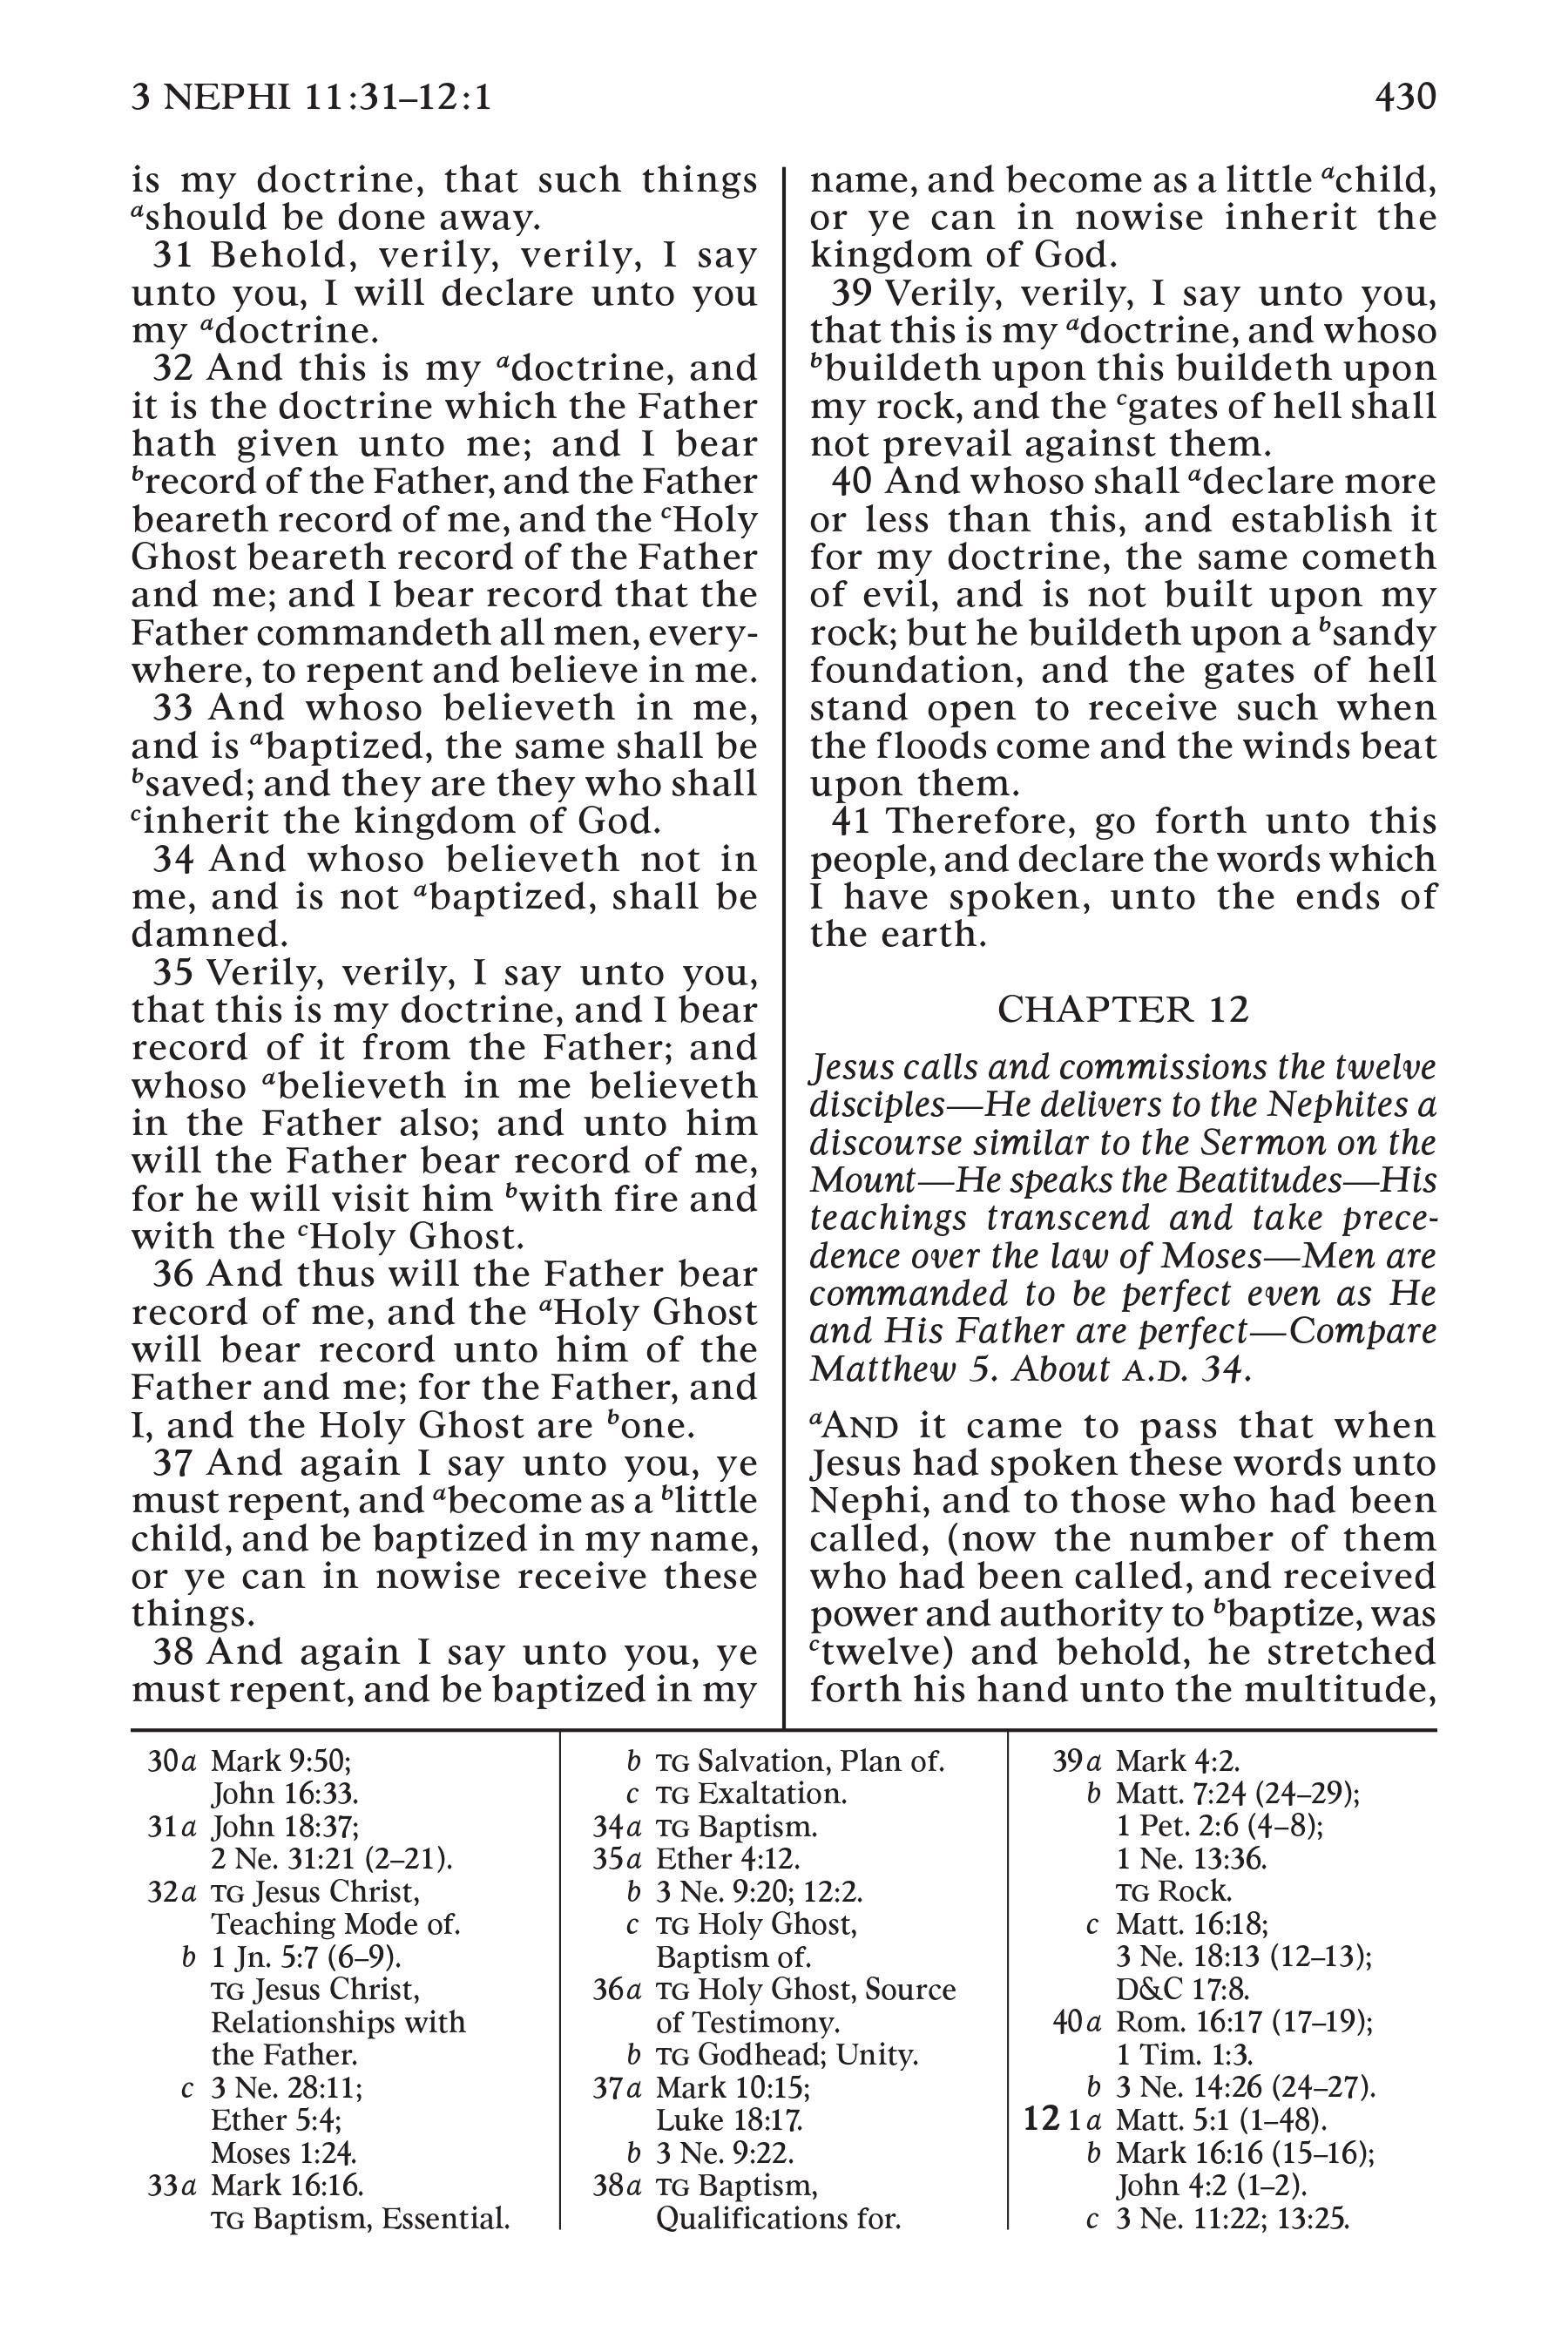 3 NEPHI 11:31–12:1
430
is my doctrine, that such things
a should be done away.
31 Behold, verily, verily, I say
unto you, I will declare unto you
my a doctrine.
32 And this is my a doctrine, and
it is the doctrine which the Father
hath given unto me; and I bear
b record of the Father, and the Father
beareth record of me, and the c Holy
Ghost beareth record of the Father
and me; and I bear record that the
Father commandeth all men, every-
where, to repent and believe in me.
33 And whoso believeth in me,
and is a baptized, the same shall be
b saved; and they are they who shall
c inherit the kingdom of God.
34 And whoso believeth not in
me, and is not a baptized, shall be
damned.
35 Verily, verily, I say unto you,
that this is my doctrine, and I bear
record of it from the Father; and
whoso a believeth in me believeth
in the Father also; and unto him
will the Father bear record of me,
for he will visit him b with fire and
with the c Holy Ghost.
36 And thus will the Father bear
record of me, and the a Holy Ghost
will bear record unto him of the
Father and me; for the Father, and
I, and the Holy Ghost are b one.
37 And again I say unto you, ye
must repent, and a become as a b little
child, and be baptized in my name,
or ye can in nowise receive these
things.
38 And again I say unto you, ye
must repent, and be baptized in my
name, and become as a little a child,
or ye can in nowise inherit the
kingdom of God.
39 Verily, verily, I say unto you,
that this is my a doctrine, and whoso
b buildeth upon this buildeth upon
my rock, and the c gates of hell shall
not prevail against them.
40 And whoso shall a declare more
or less than this, and establish it
for my doctrine, the same cometh
of evil, and is not built upon my
rock; but he buildeth upon a b sandy
foundation, and the gates of hell
stand open to receive such when
the floods come and the winds beat
upon them.
41 Therefore, go forth unto this
people, and declare the words which
I have spoken, unto the ends of
the earth.
CHAPTER 12
Jesus calls and commissions the twelve
disciples—He delivers to the Nephites a
discourse similar to the Sermon on the
Mount—He speaks the Beatitudes—His
teachings transcend and take prece-
dence over the law of Moses—Men are
commanded to be perfect even as He
and His Father are perfect—Compare
Matthew 5. About A.D. 34.
a AND it came to pass that when
Jesus had spoken these words unto
Nephi, and to those who had been
called, (now the number of them
who had been called, and received
power and authority to b baptize, was
c twelve) and behold, he stretched
forth his hand unto the multitude,
30a Mark 9:50;
John 16:33.
31a John 18:37;
2 Ne. 31:21 (2–21).
32a TG Jesus Christ,
Teaching Mode of.
b 1 Jn. 5:7 (6–9).
TG Jesus Christ,
Relationships with
the Father.
c 3 Ne. 28:11;
Ether 5:4;
Moses 1:24.
33a Mark 16:16.
TG Baptism, Essential.
b TG Salvation, Plan of.
c TG Exaltation.
34a TG Baptism.
35a Ether 4:12.
b 3 Ne. 9:20; 12:2.
c TG Holy Ghost,
Baptism of.
36a TG Holy Ghost, Source
of Testimony.
b TG Godhead; Unity.
37a Mark 10:15;
Luke 18:17.
b 3 Ne. 9:22.
38a TG Baptism,
Qualifications for.
39a Mark 4:2.
b Matt. 7:24 (24–29);
1 Pet. 2:6 (4–8);
1 Ne. 13:36.
TG Rock.
c Matt. 16:18;
3 Ne. 18:13 (12–13);
D&C 17:8.
40a Rom. 16:17 (17–19);
1 Tim. 1:3.
b 3 Ne. 14:26 (24–27).
12 1a Matt. 5:1 (1–48).
b Mark 16:16 (15–16);
John 4:2 (1–2).
c 3 Ne. 11:22; 13:25.